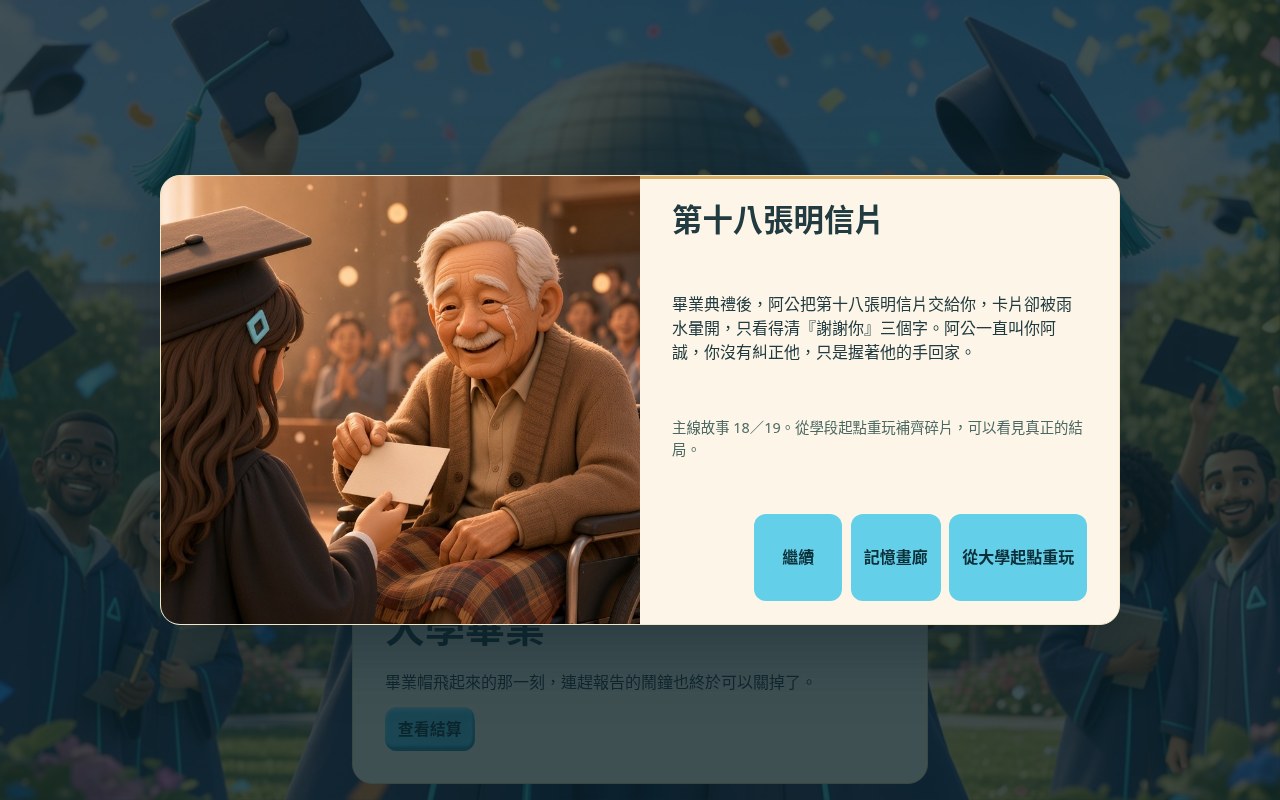 第十八張明信片
畢業典禮後，阿公把第十八張明信片交給你，卡片卻被雨
水暈開，只看得清『謝謝你』三個字。阿公一直叫你阿
誠，你沒有糾正他，只是握著他的手回家。
主線故事 18／19。從學段起點重玩補齊碎片，可以看見真正的結
局。
繼續
記憶畫廊
從大學起點重玩
大學畢業
畢業帽飛起來的那一刻，連趕報告的鬧鐘也終於可以關掉了。
查看結算